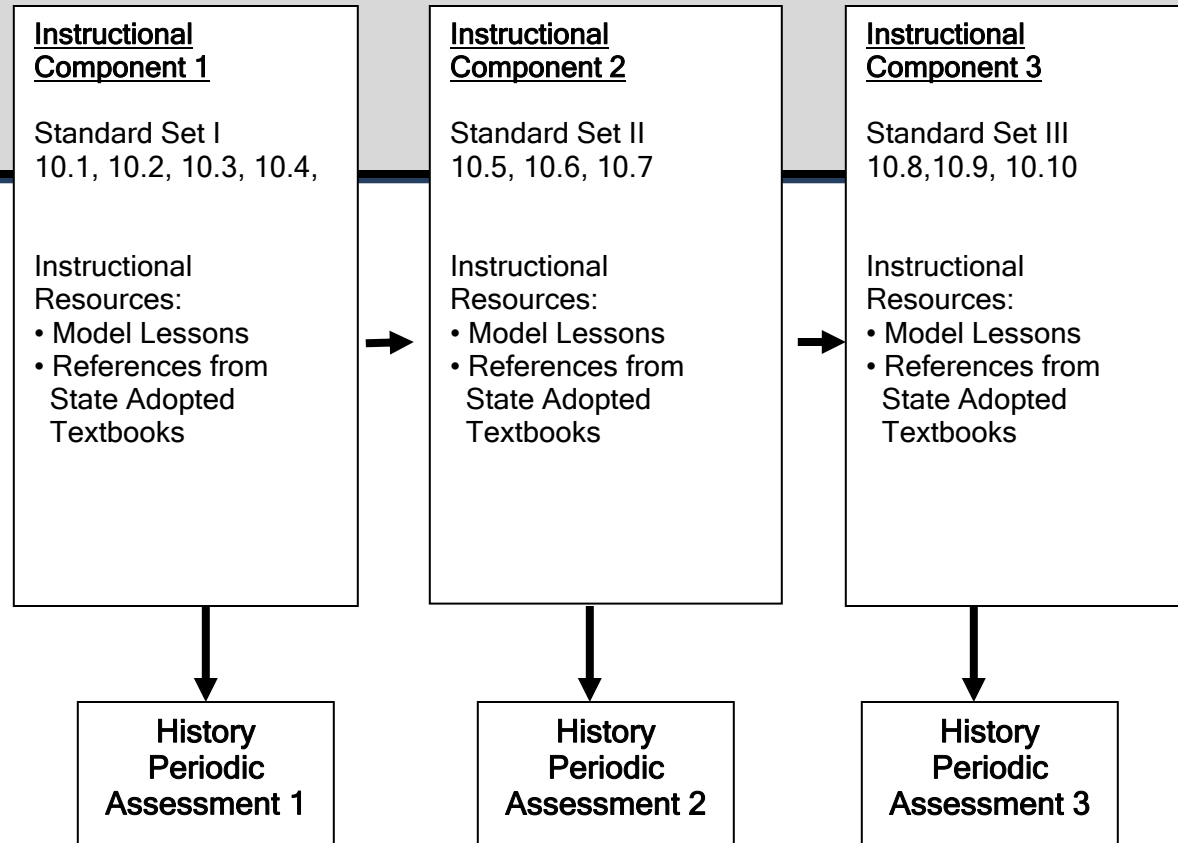 Instructional
Component 1
Standard Set I
10.1, 10.2, 10.3, 10.4,
Instructional
Resources:
• Model Lessons
• References from
State Adopted
Textbooks
Instructional
Component 2
Standard Set II
10.5, 10.6, 10.7
Instructional
Resources:
• Model Lessons
• References from
State Adopted
Textbooks
Instructional
Component 3
Standard Set III
10.8,10.9, 10.10
Instructional
Resources:
• Model Lessons
• References from
State Adopted
Textbooks
History
Periodic
Assessment 1
History
Periodic
Assessment 2
History
Periodic
Assessment 3